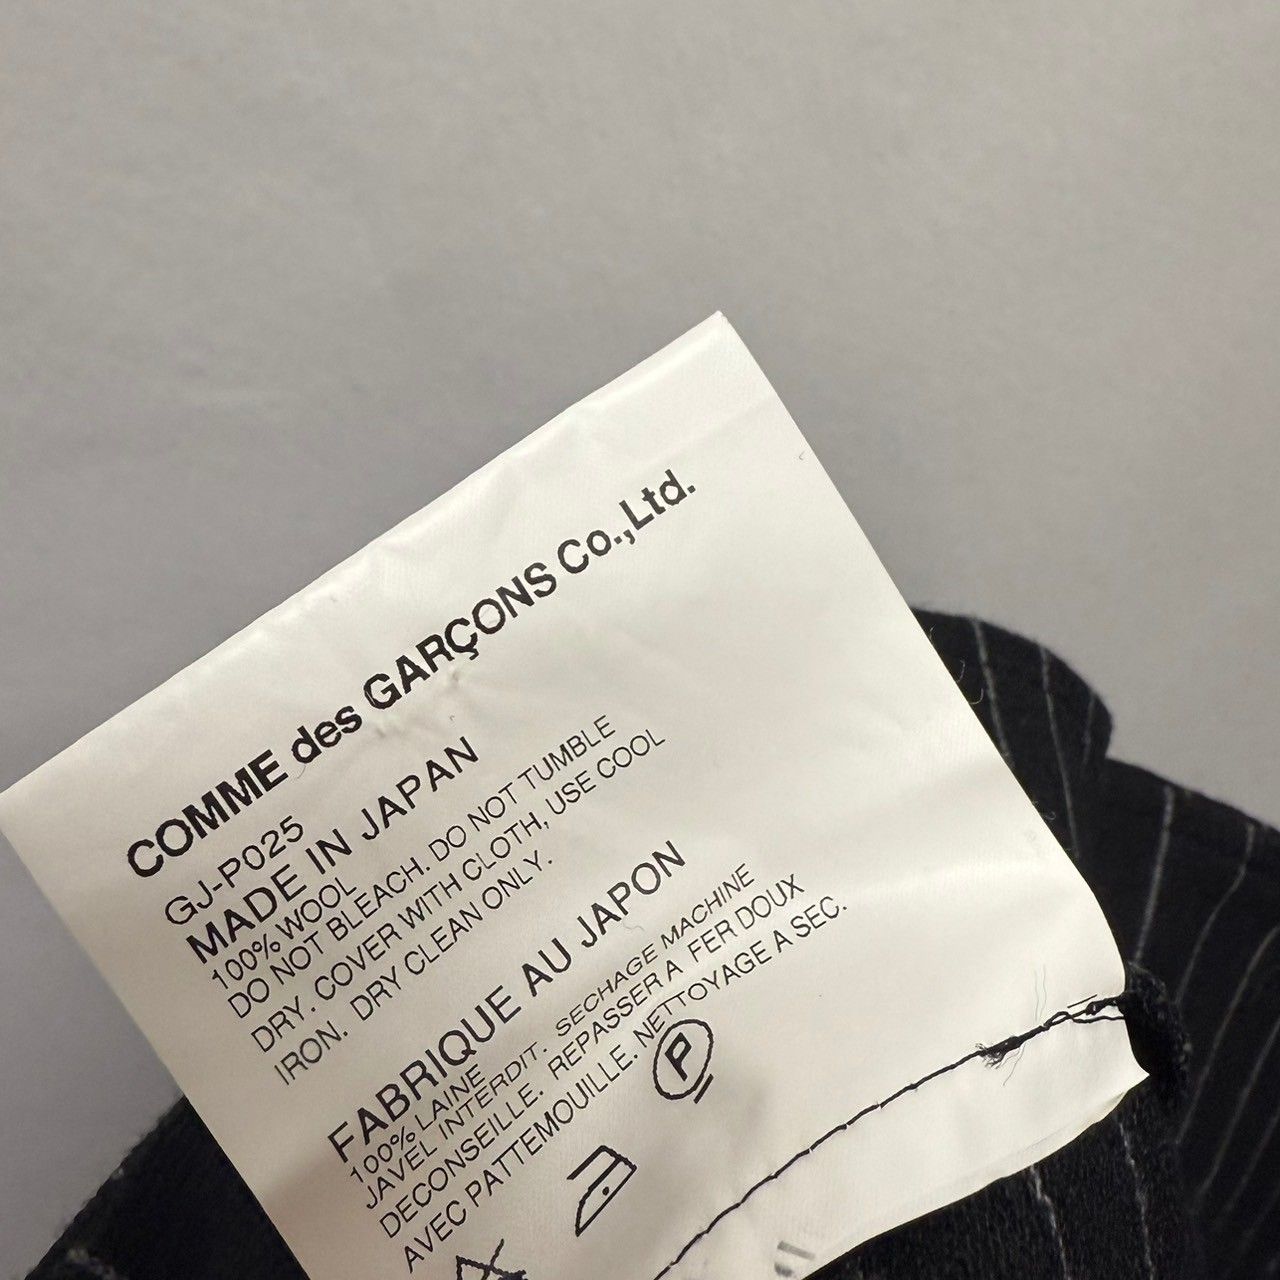 COMME des GARÇONS Co.,Ltd.
GJ-P025
MADE IN JAPAN
100% WOOL
DO NOT BLEACH. DO NOT TUMBLE
DRY. COVER WITH CLOTH, USE COOL
IRON. DRY CLEAN ONLY.
FABRIQUE AU JAPON
100% LAINE
JAVEL INTERDIT. SECHAGE MACHINE
DECONSEILLE. REPASSER A FER DOUX
AVEC PATTEMOUILLE. NETTOYAGE A SEC.
P